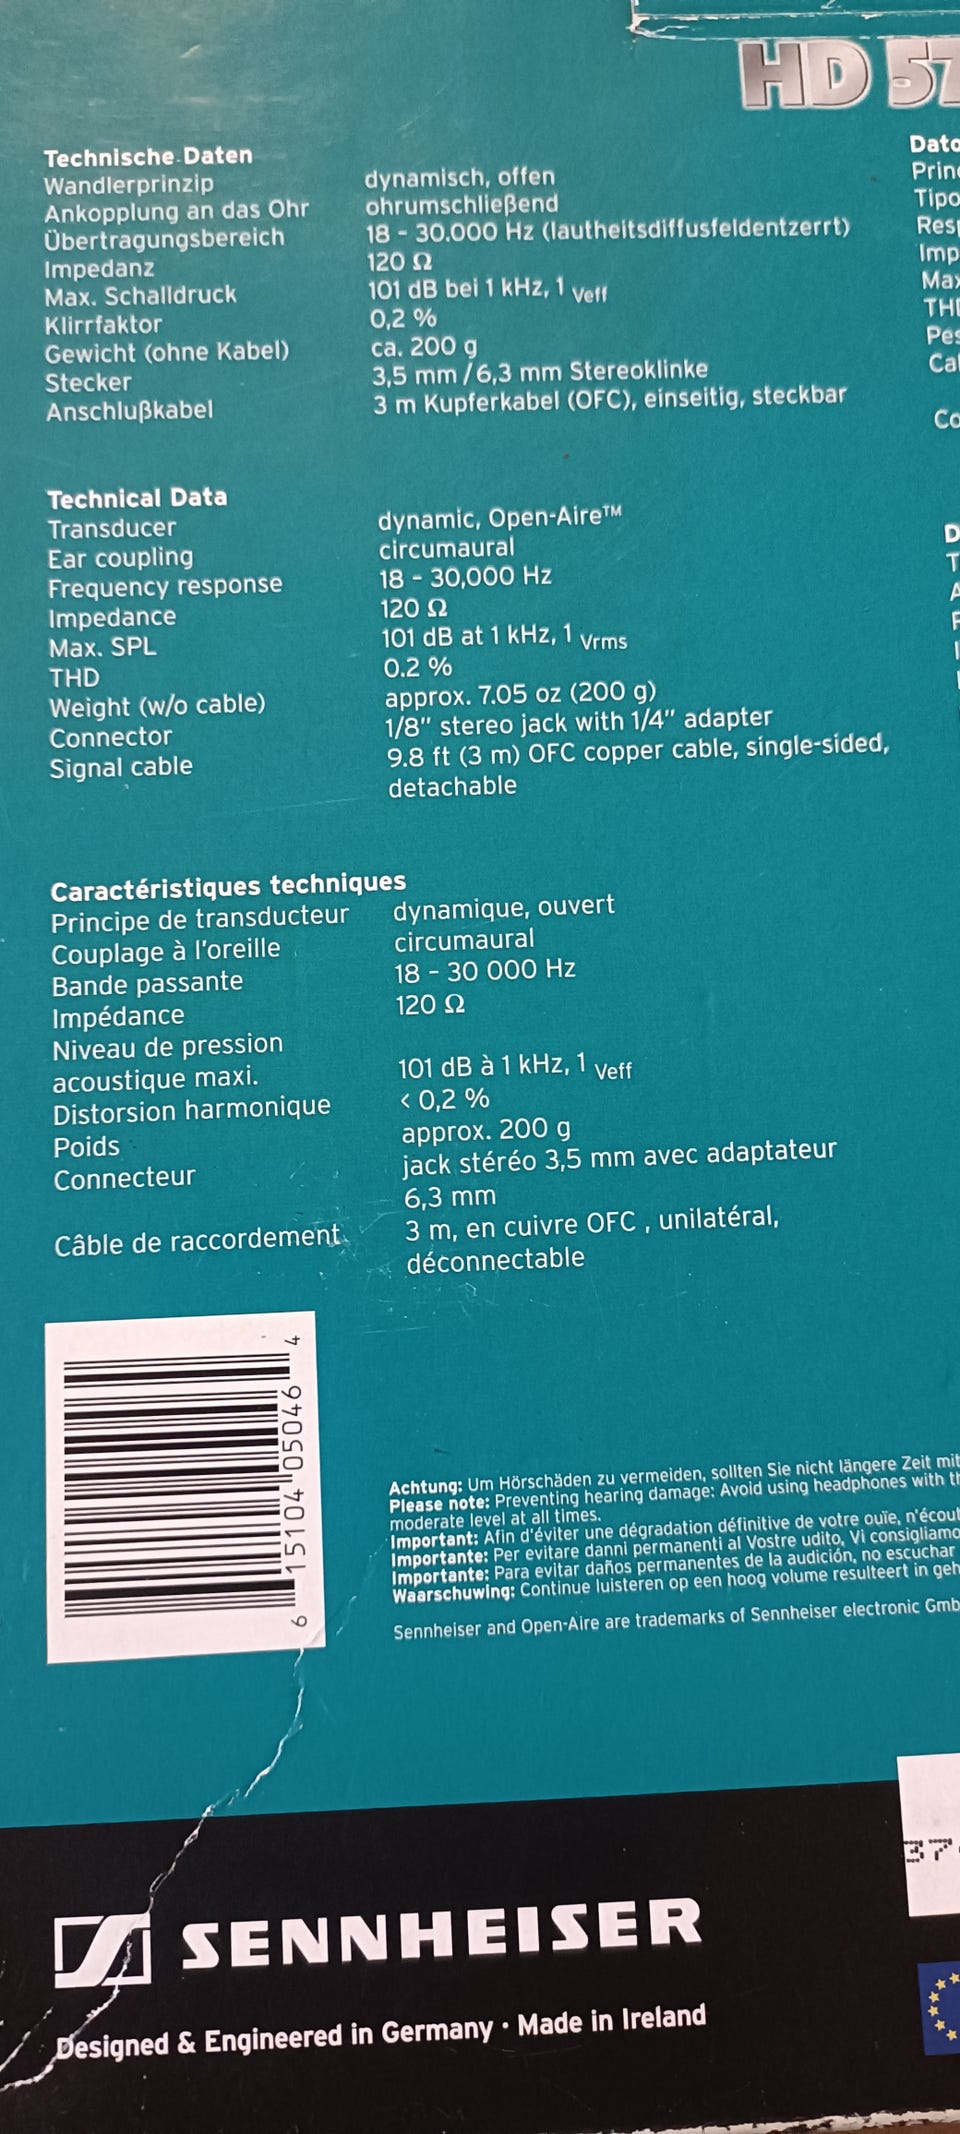 HD 57
Technische Daten
Wandlerprinzip dynamisch, offen
Ankopplung an das Ohr ohrumschließend
Übertragungsbereich 18 - 30.000 Hz (lautheitsdiffusfeldentzerrt)
Impedanz 120 Ω
Max. Schalldruck 101 dB bei 1 kHz, 1 Veff
Klirrfaktor 0,2 %
Gewicht (ohne Kabel) ca. 200 g
Stecker 3,5 mm / 6,3 mm Stereoklinke
Anschlußkabel 3 m Kupferkabel (OFC), einseitig, steckbar
Technical Data
Transducer dynamic, Open-Aire™
Ear coupling circumaural
Frequency response 18 - 30,000 Hz
Impedance 120 Ω
Max. SPL 101 dB at 1 kHz, 1 Vrms
THD 0.2 %
Weight (w/o cable) approx. 7.05 oz (200 g)
Connector 1/8" stereo jack with 1/4" adapter
Signal cable 9.8 ft (3 m) OFC copper cable, single-sided,
detachable
Caractéristiques techniques
Principe de transducteur dynamique, ouvert
Couplage à l'oreille circumaural
Bande passante 18 - 30 000 Hz
Impédance 120 Ω
Niveau de pression
acoustique maxi. 101 dB à 1 kHz, 1 Veff
Distorsion harmonique < 0,2 %
Poids approx. 200 g
Connecteur jack stéréo 3,5 mm avec adaptateur
6,3 mm
Câble de raccordement 3 m, en cuivre OFC , unilatéral,
déconnectable
6 15104 05046 4
Achtung: Um Hörschäden zu vermeiden, sollten Sie nicht längere Zeit mit
Please note: Preventing hearing damage: Avoid using headphones with th
moderate level at all times.
Important: Afin d'éviter une dégradation définitive de votre ouïe, n'écout
Importante: Per evitare danni permanenti al Vostre udito, Vi consigliamo
Importante: Para evitar daños permanentes de la audición, no escuchar
Waarschuwing: Continue luisteren op een hoog volume resulteert in geh
Sennheiser and Open-Aire are trademarks of Sennheiser electronic Gmb
37
SENNHEISER
Designed & Engineered in Germany · Made in Ireland
Dato
Princ
Tipo
Resp
Imp
Max
THD
Pes
Cal
Co
D
T
A